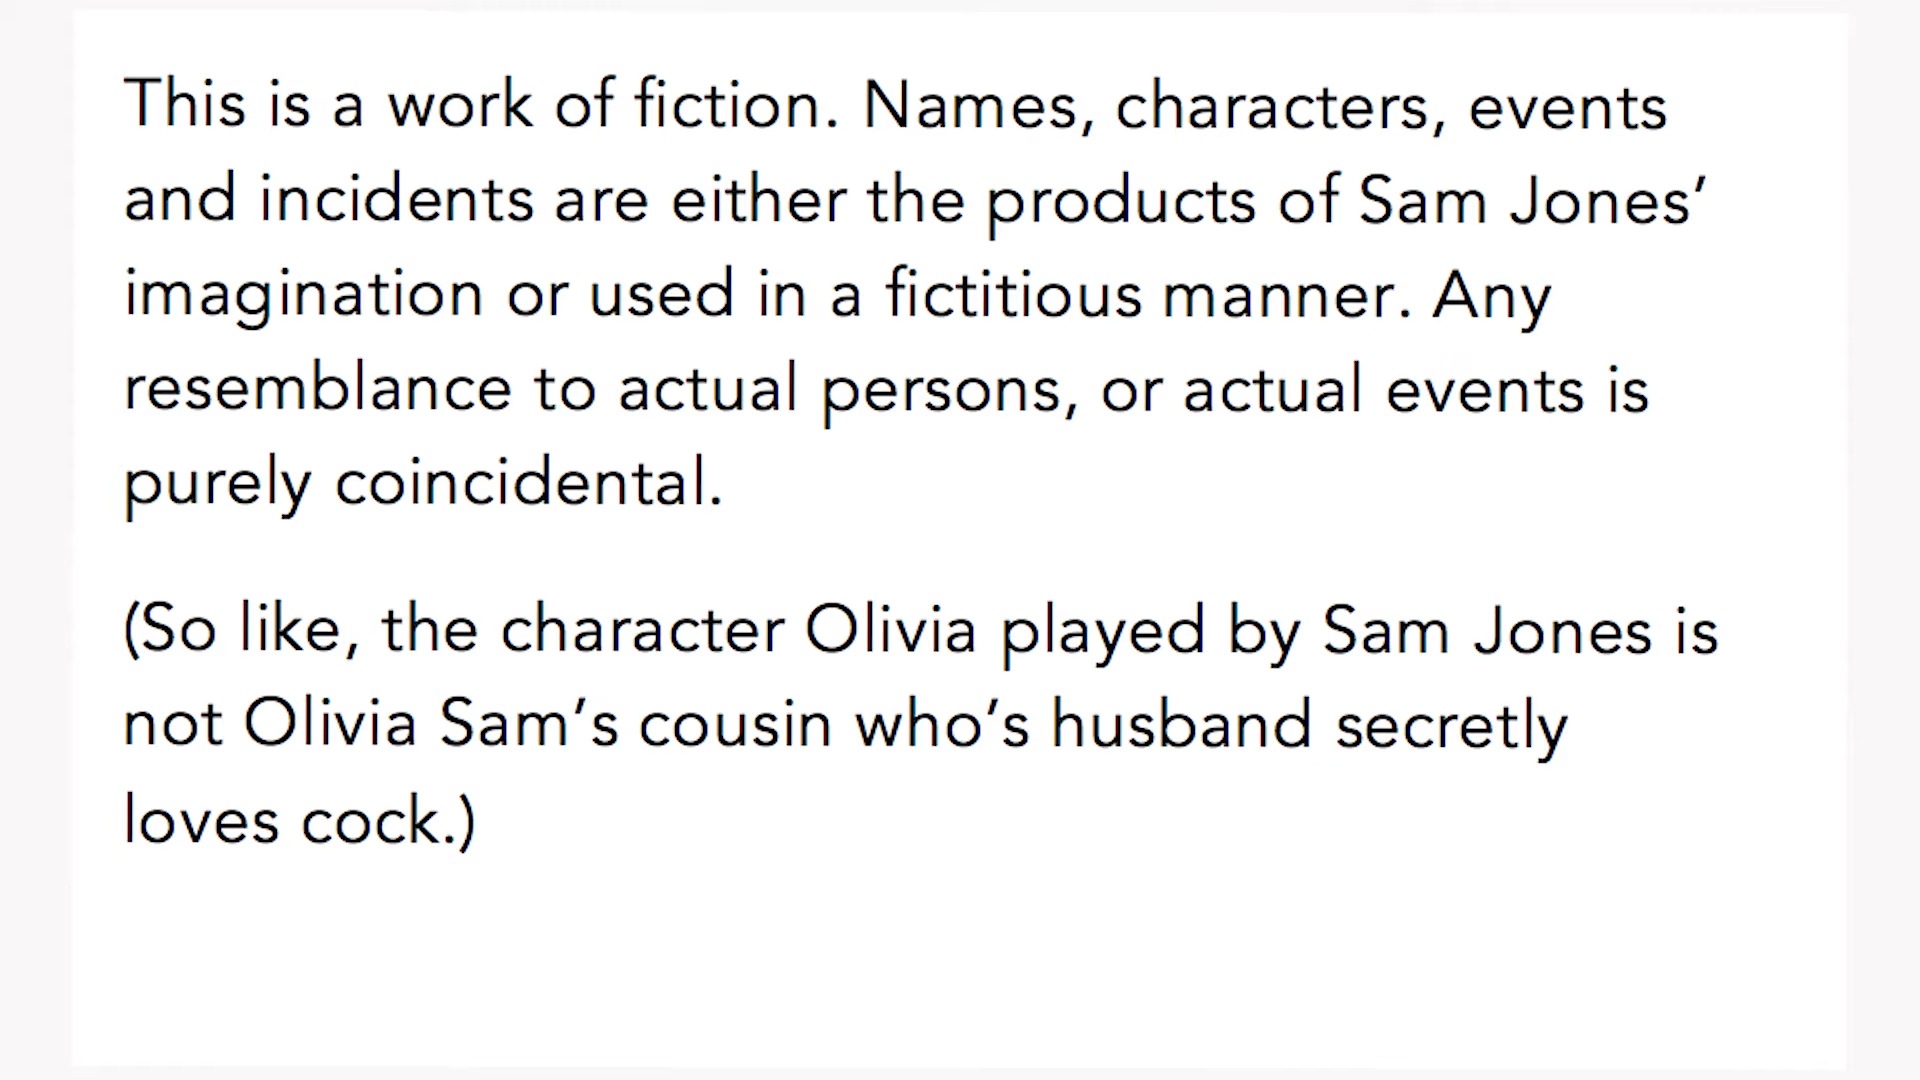 This is a work of fiction. Names, characters, events
and incidents are either the products of Sam Jones’
imagination or used in a fictitious manner. Any
resemblance to actual persons, or actual events is
purely coincidental.
(So like, the character Olivia played by Sam Jones is
not Olivia Sam’s cousin who’s husband secretly
loves cock.)